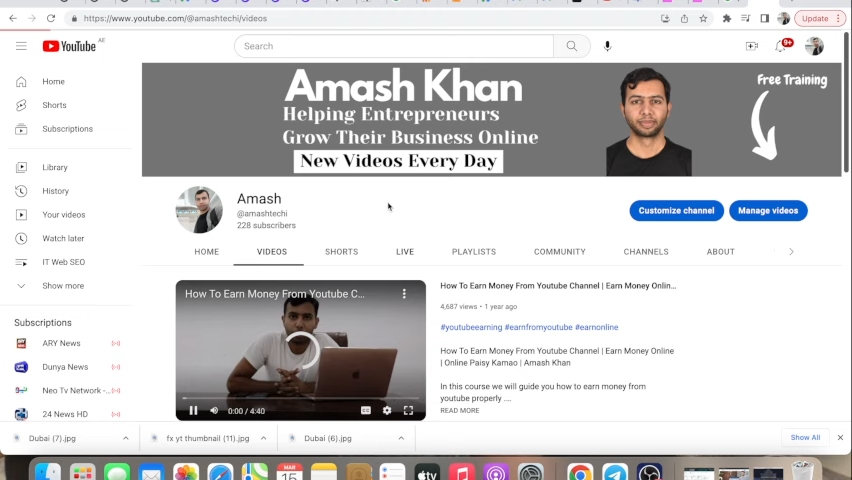 https://www.youtube.com/@amashtechi/videos
Update
YouTube AE
Search
9+
Home
Shorts
Subscriptions
Library
History
Your videos
Watch later
IT Web SEO
Show more
Subscriptions
ARY News
Dunya News
Neo Tv Network -...
24 News HD
Amash Khan
Helping Entrepreneurs
Grow Their Business Online
New Videos Every Day
Free Training
Amash
@amashtechi
228 subscribers
Customize channel
Manage videos
HOME VIDEOS SHORTS LIVE PLAYLISTS COMMUNITY CHANNELS ABOUT
How To Earn Money From Youtube C...
0:00 / 4:40
How To Earn Money From Youtube Channel | Earn Money Onlin...
4,687 views • 1 year ago
#youtubeearning #earnfromyoutube #earnonline
How To Earn Money From Youtube Channel | Earn Money Online
| Online Paisy Kamao | Amash Khan
In this course we will guide you how to earn money from
youtube properly ....
READ MORE
Dubai (7).jpg
fx yt thumbnail (11).jpg
Dubai (6).jpg
Show All
MAR
15
tv